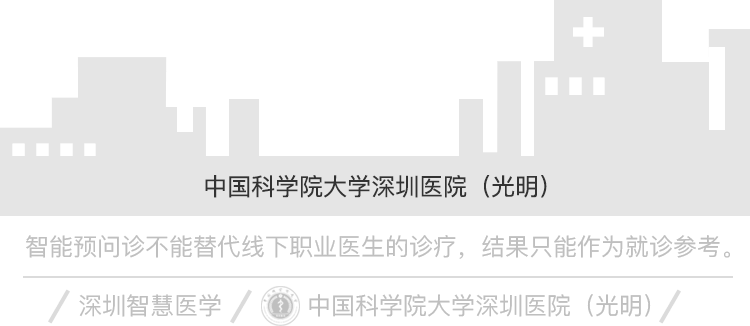 中国科学院大学深圳医院（光明）
智能预问诊不能替代线下职业医生的诊疗，结果只能作为就诊参考。
深圳智慧医学 中国科学院大学深圳医院（光明）